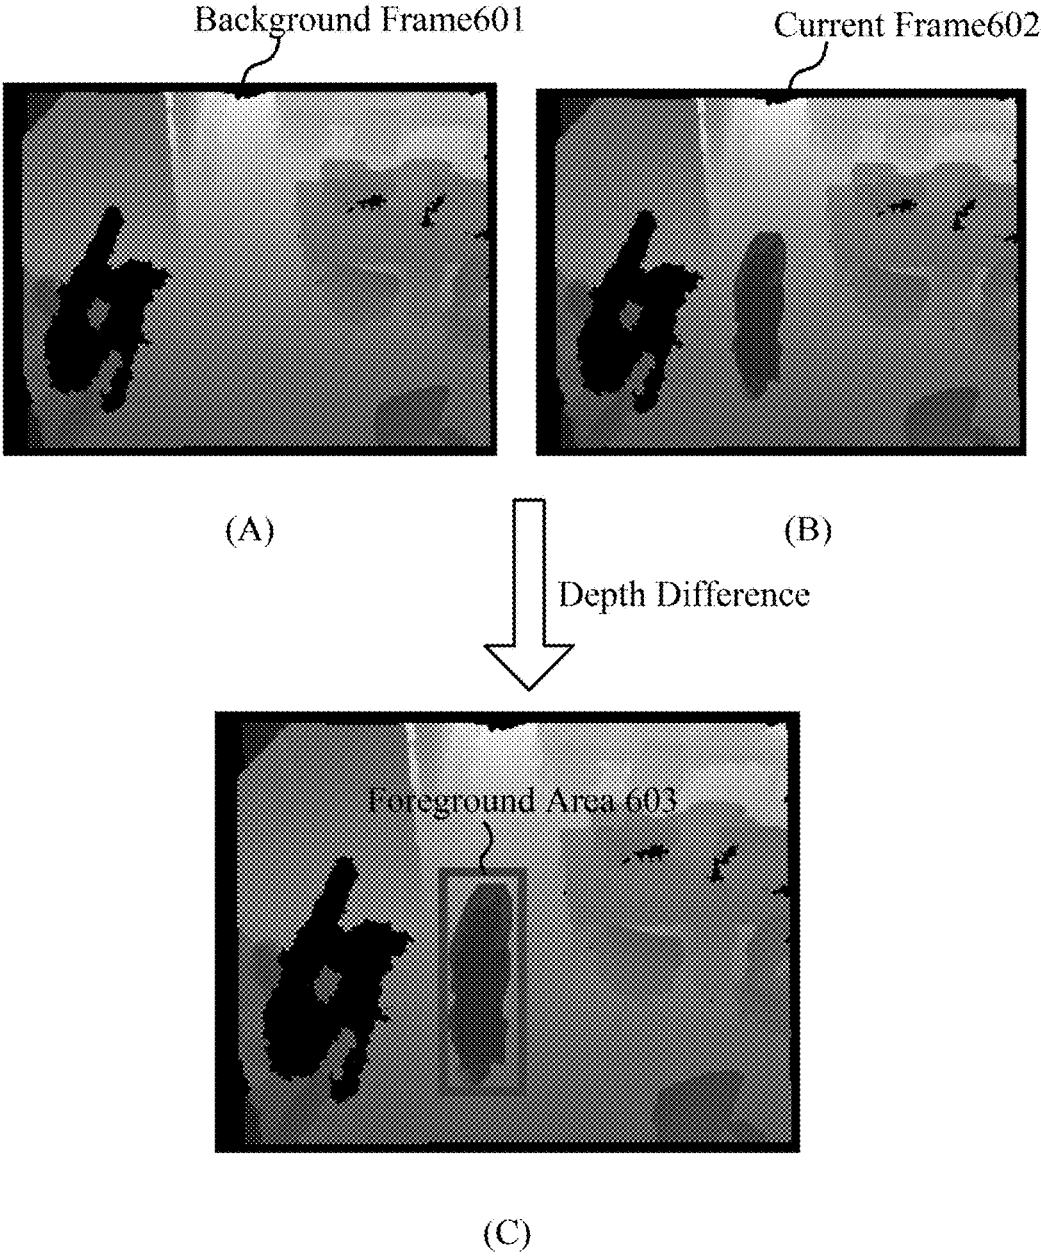 Background Frame601
Current Frame602
(A)
(B)
Depth Difference
Foreground Area 603
(C)